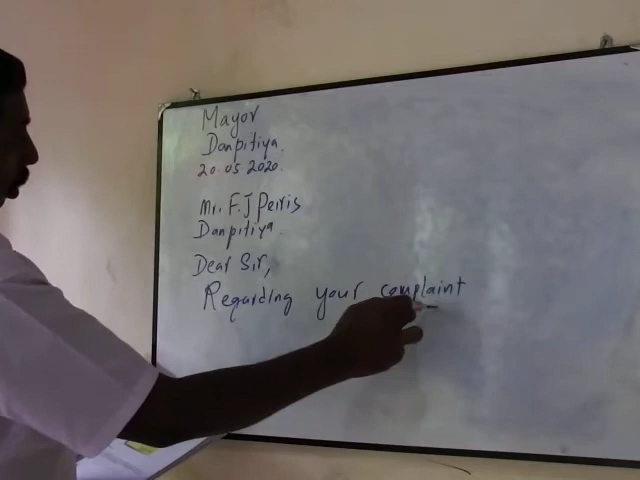 Mayor
Danpitiya.
20.05 2020.
Mr. F.J Peiris
Danpitiya.
Dear Sir,
Regarding your complaint